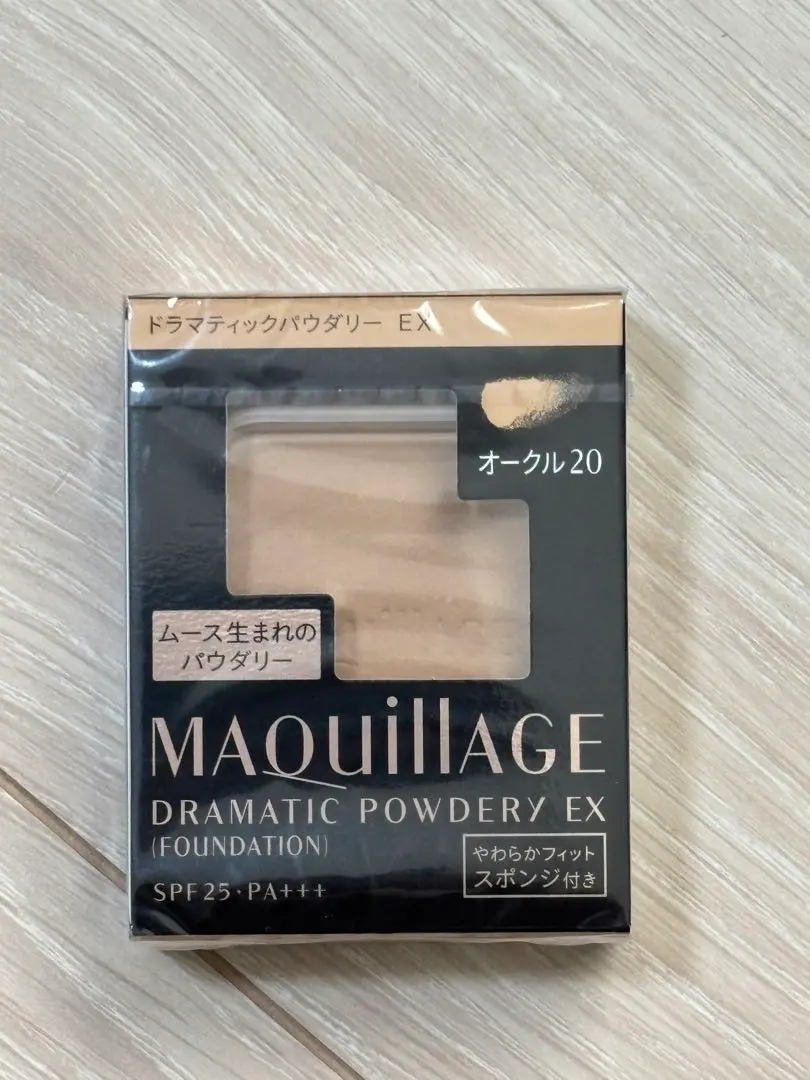 ドラマティックパウダリー EX
オークル20
ムース生まれの
パウダリー
MAQuillAGE
DRAMATIC POWDERY EX
(FOUNDATION)
やわらかフィット
スポンジ付き
SPF25・PA+++